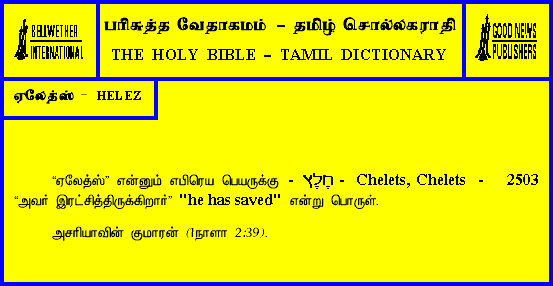 BELLWETHER
INTERNATIONAL
பரிசுத்த வேதாகமம் – தமிழ் சொல்லகராதி
THE HOLY BIBLE – TAMIL DICTIONARY
GOOD NEWS
PUBLISHERS
ஏலேத்ஸ் – HELEZ
“ஏலேத்ஸ்” என்னும் எபிரெய பெயருக்கு - חֶלֶץ - Chelets, Chelets - 2503
“அவர் இரட்சித்திருக்கிறார்” "he has saved" என்று பொருள்.
அசரியாவின் குமாரன் (1நாளா 2:39).